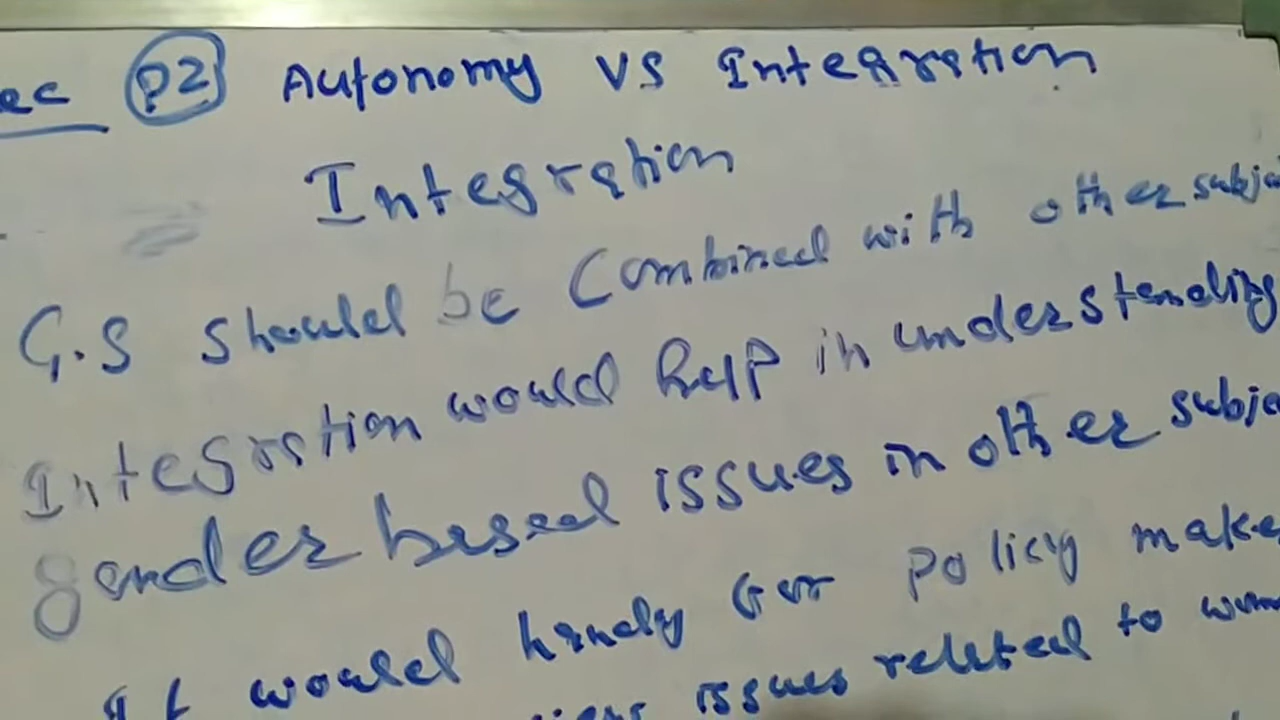 ec P2 Autonomy VS Integration
Integration
G.S should be Combined with other subje
Integration would help in understanding
gender based issues in other subje
It would handy for policy make
issues related to wom